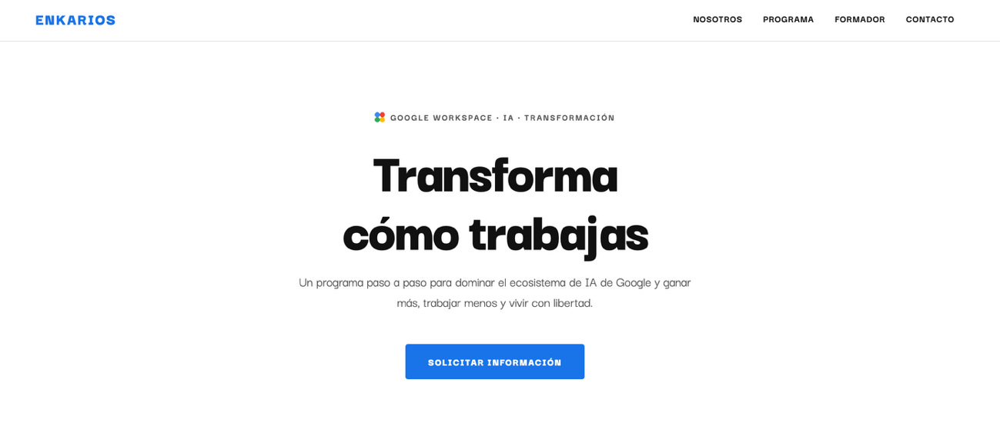 ENKARIOS
NOSOTROS PROGRAMA FORMADOR CONTACTO
GOOGLE WORKSPACE · IA · TRANSFORMACIÓN
Transforma
cómo trabajas
Un programa paso a paso para dominar el ecosistema de IA de Google y ganar
más, trabajar menos y vivir con libertad.
SOLICITAR INFORMACIÓN